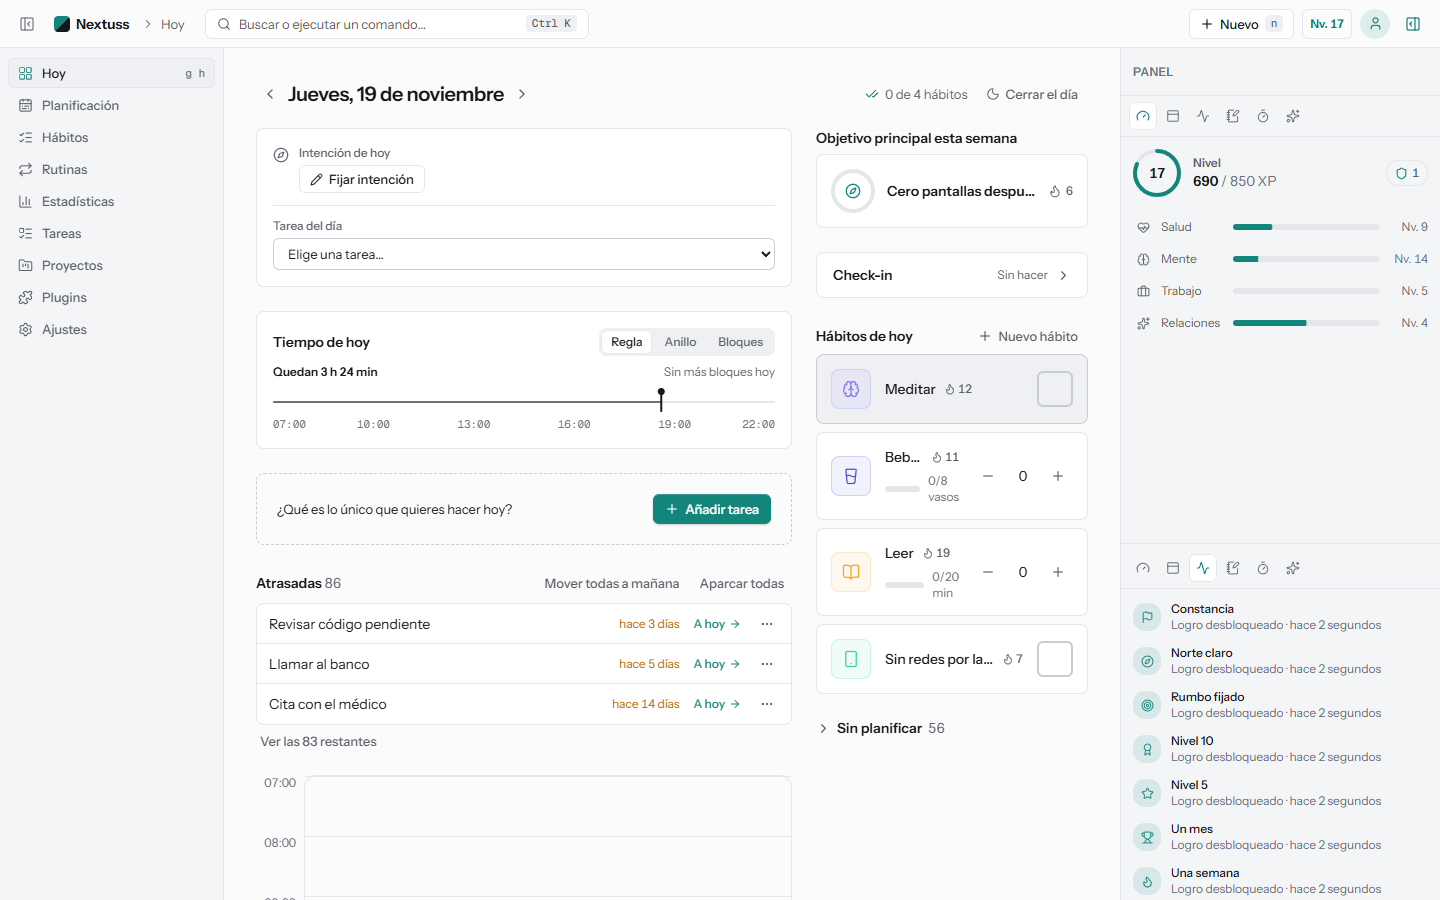 Nextuss
Hoy
Buscar o ejecutar un comando...
Ctrl K
Nuevo
n
Nv. 17
Hoy
g h
Planificación
Hábitos
Rutinas
Estadísticas
Tareas
Proyectos
Plugins
Ajustes
Jueves, 19 de noviembre
0 de 4 hábitos
Cerrar el día
Intención de hoy
Fijar intención
Tarea del día
Elige una tarea...
Tiempo de hoy
Regla
Anillo
Bloques
Quedan 3 h 24 min
Sin más bloques hoy
07:00
10:00
13:00
16:00
19:00
22:00
¿Qué es lo único que quieres hacer hoy?
Añadir tarea
Atrasadas 86
Mover todas a mañana
Aparcar todas
Revisar código pendiente
hace 3 días
A hoy
Llamar al banco
hace 5 días
A hoy
Cita con el médico
hace 14 días
A hoy
Ver las 83 restantes
07:00
08:00
Objetivo principal esta semana
Cero pantallas despu...
6
Check-in
Sin hacer
Hábitos de hoy
Nuevo hábito
Meditar
12
Beb...
11
0/8
vasos
0
Leer
19
0/20
min
0
Sin redes por la...
7
Sin planificar 56
PANEL
17
Nivel
690 / 850 XP
1
Salud
Nv. 9
Mente
Nv. 14
Trabajo
Nv. 5
Relaciones
Nv. 4
Constancia
Logro desbloqueado · hace 2 segundos
Norte claro
Logro desbloqueado · hace 2 segundos
Rumbo fijado
Logro desbloqueado · hace 2 segundos
Nivel 10
Logro desbloqueado · hace 2 segundos
Nivel 5
Logro desbloqueado · hace 2 segundos
Un mes
Logro desbloqueado · hace 2 segundos
Una semana
Logro desbloqueado · hace 2 segundos